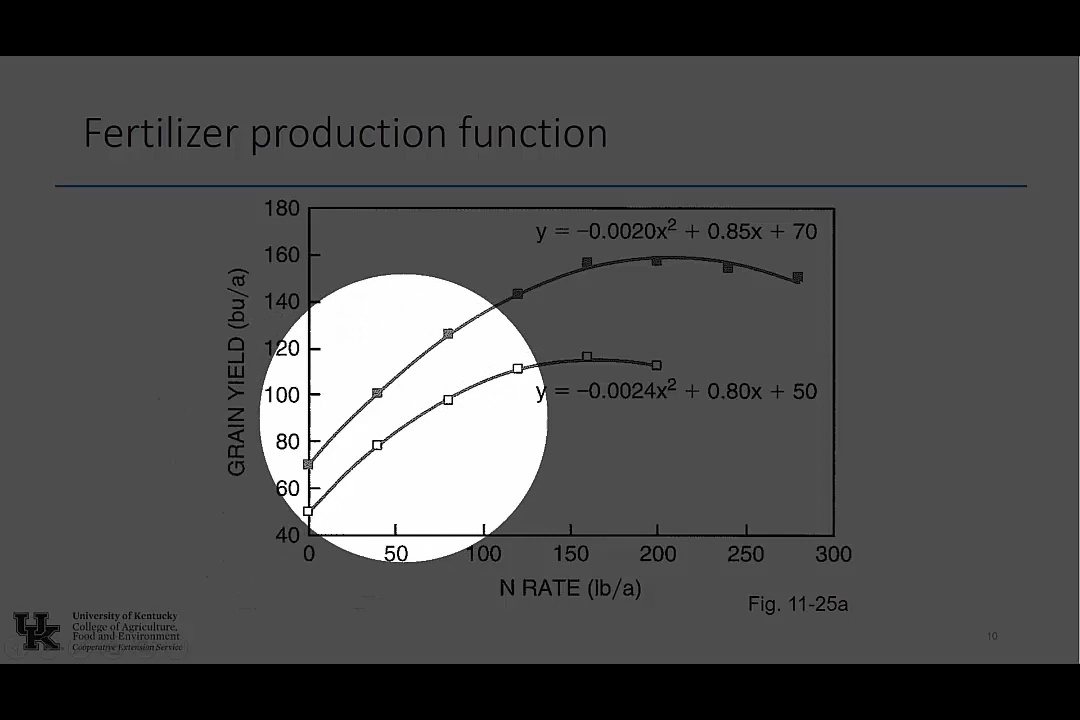 Fertilizer production function
180
160
140
120
100
80
60
40
GRAIN YIELD (bu/a)
y = −0.0020x² + 0.85x + 70
y = −0.0024x² + 0.80x + 50
0 50 100 150 200 250 300
N RATE (lb/a)
Fig. 11-25a
UK
University of Kentucky
College of Agriculture,
Food and Environment
Cooperative Extension Service
10